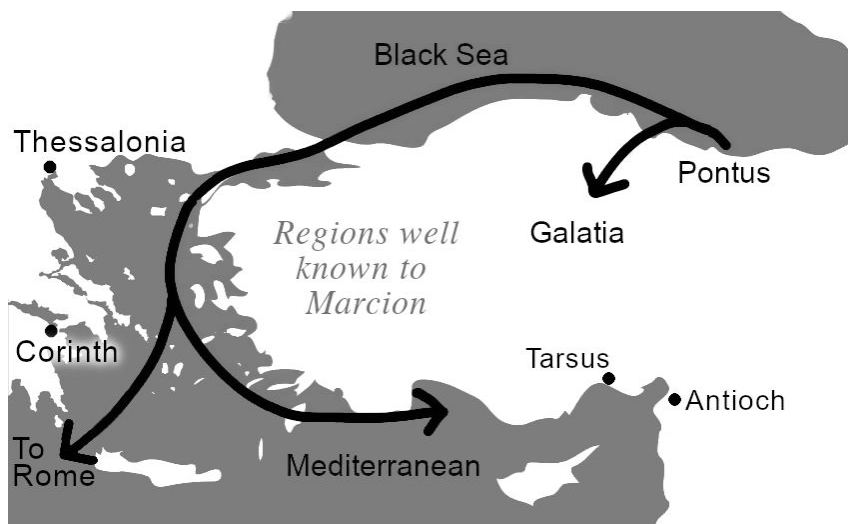 Black Sea
Thessalonia
Pontus
Galatia
Regions well
known to
Marcion
Corinth
Tarsus
Antioch
To
Rome
Mediterranean